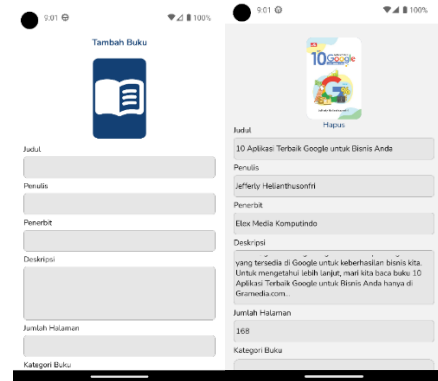 9:01
100%
Tambah Buku
Judul
Penulis
Penerbit
Deskripsi
Jumlah Halaman
Kategori Buku
9:01
100%
10 Google
Hapus
Judul
10 Aplikasi Terbaik Google untuk Bisnis Anda
Penulis
Jefferly Helianthusonfri
Penerbit
Elex Media Komputindo
Deskripsi
yang tersedia di Google untuk keberhasilan bisnis kita.
Untuk mengetahui lebih lanjut, mari kita baca buku 10
Aplikasi Terbaik Google untuk Bisnis Anda hanya di
Gramedia.com...
Jumlah Halaman
168
Kategori Buku